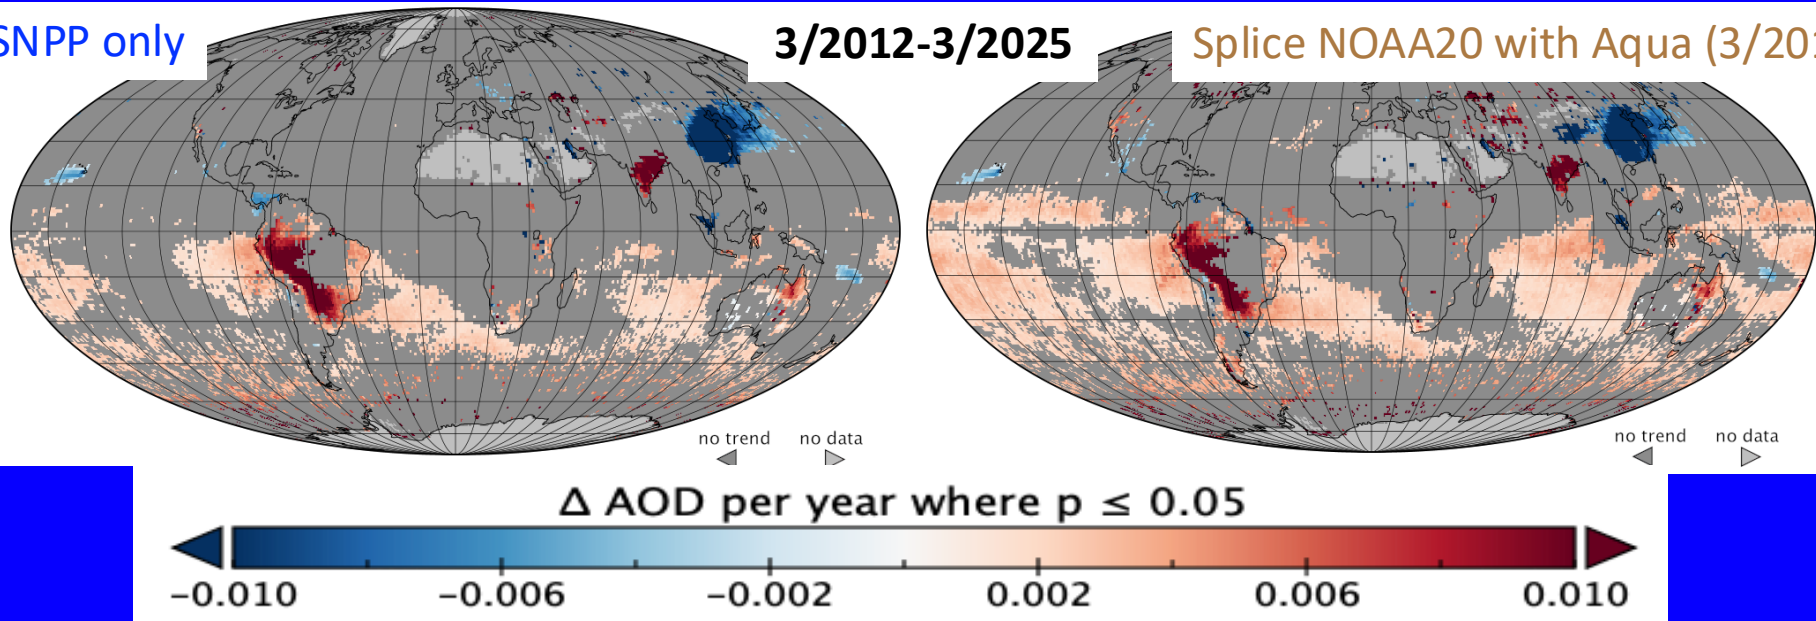 SNPP only
3/2012-3/2025
Splice NOAA20 with Aqua (3/201
no trend no data
no trend no data
Δ AOD per year where p ≤ 0.05
−0.010 −0.006 −0.002 0.002 0.006 0.010